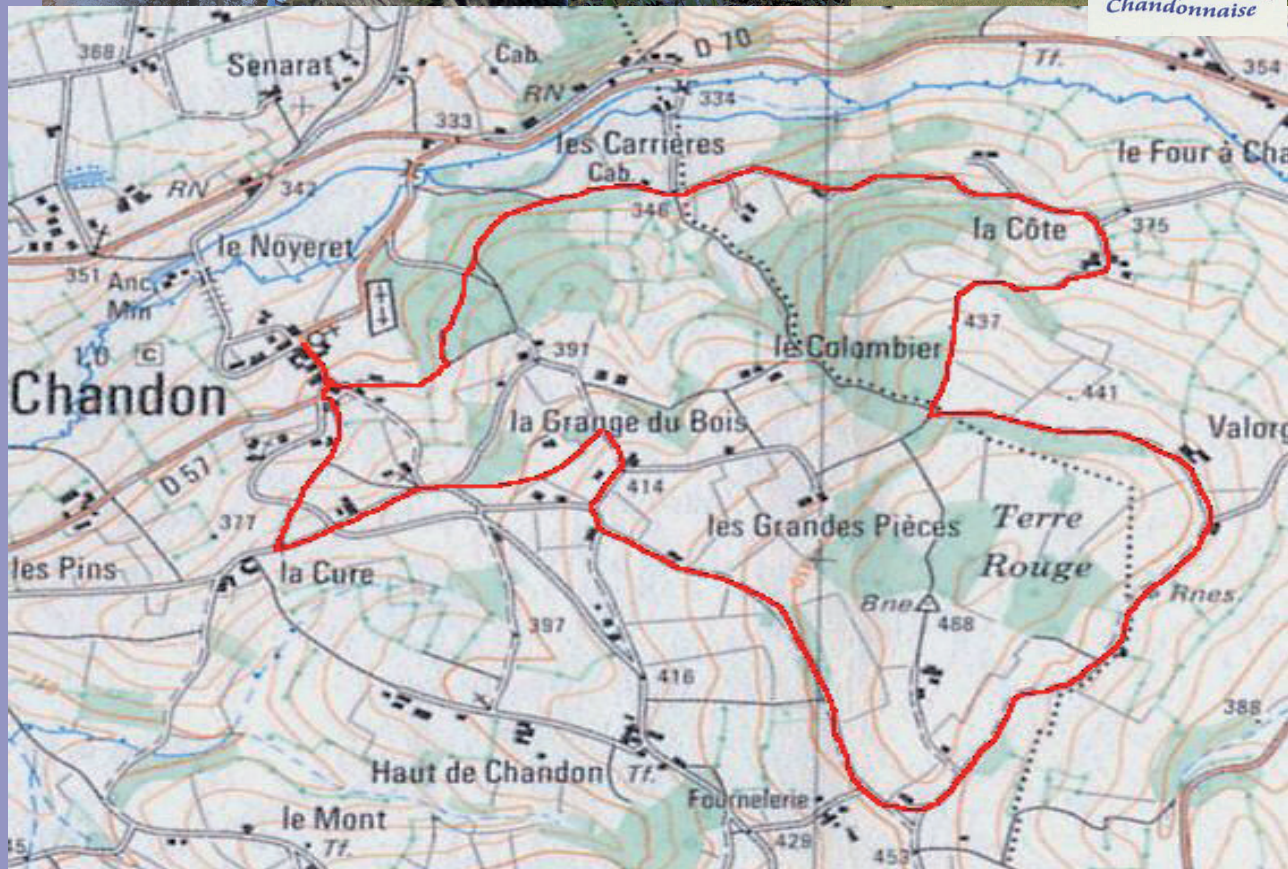 Chandonnaise
368
Senarat
Cab.
D 70
Tf.
354
RN
334
333
les Carrières
Cab.
le Four à Cha
RN
342
346
le Noyeret
la Côte
375
351
Anc
Min
437
10
C
391
le Colombier
441
Chandon
la Grange du Bois
Valorg
D 57
414
377
les Grandes Pièces
Terre
Rouge
les Pins
la Cure
Bne
Rnes.
468
397
416
388
Haut de Chandon
Tf.
Fournelerie
le Mont
Tf.
429
453
45